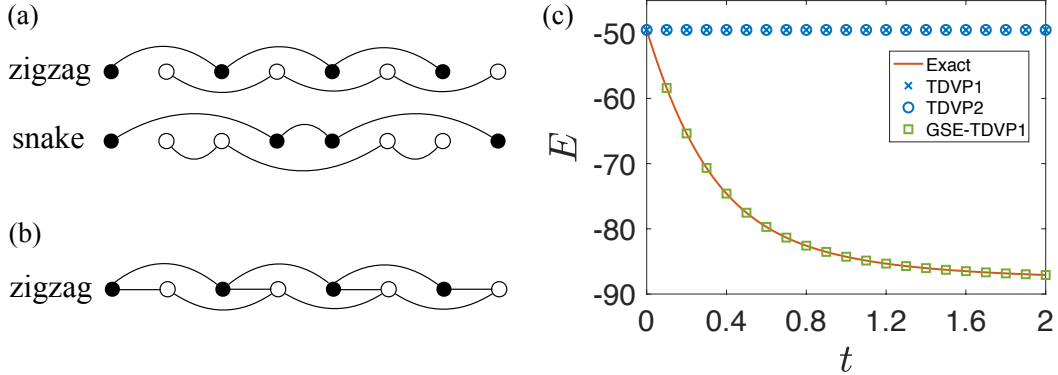 (a)
zigzag
snake
(b)
zigzag
(c)
-50
-60
-70
-80
-90
E
0
0.4
0.8
1.2
1.6
2
t
Exact
TDVP1
TDVP2
GSE-TDVP1